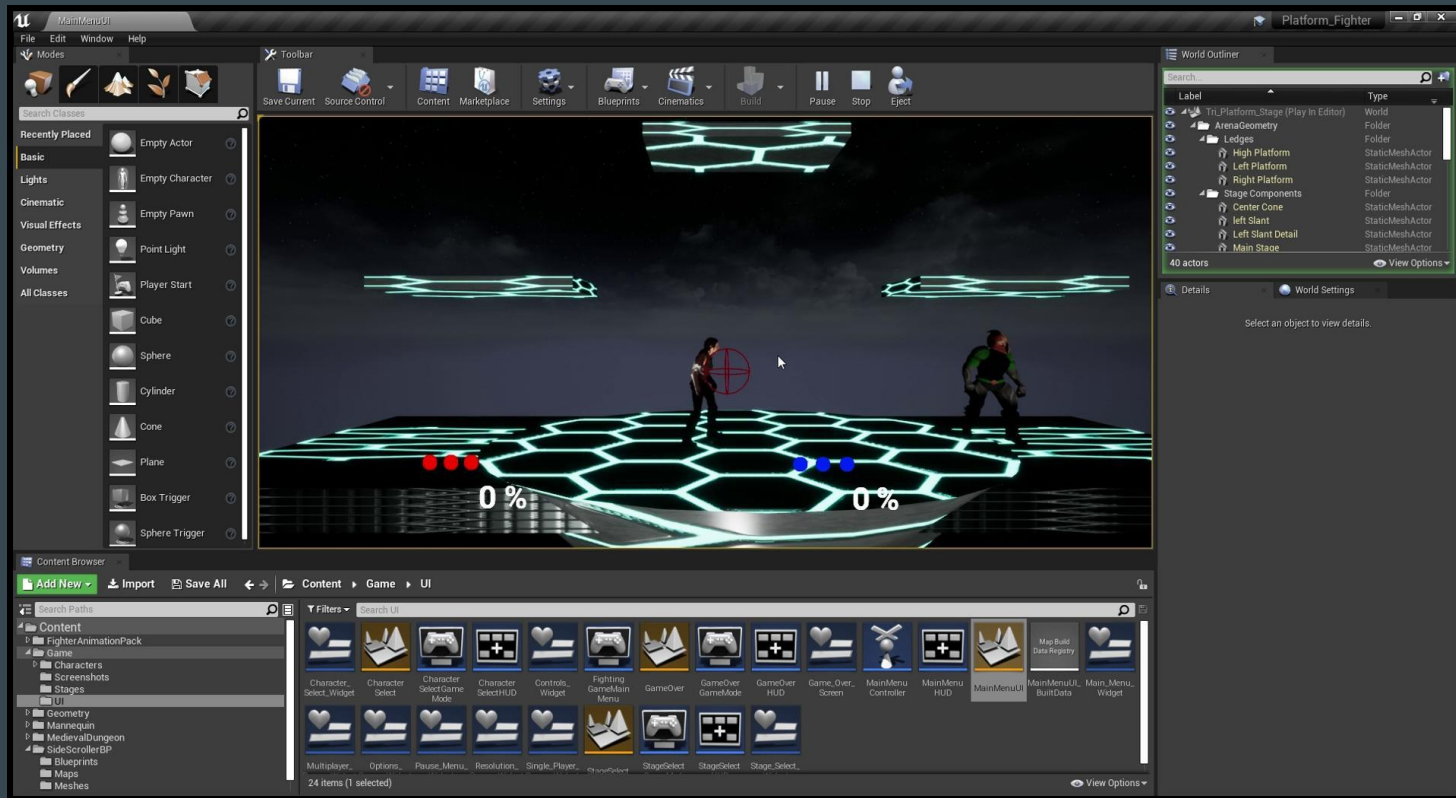 MainMenuUI
Platform_Fighter
File Edit Window Help
Modes
Search Classes
Recently Placed
Basic
Lights
Cinematic
Visual Effects
Geometry
Volumes
All Classes
Empty Actor
Empty Character
Empty Pawn
Point Light
Player Start
Cube
Sphere
Cylinder
Cone
Plane
Box Trigger
Sphere Trigger
Toolbar
Save Current Source Control Content Marketplace Settings Blueprints Cinematics Build Pause Stop Eject
0 % 0 %
World Outliner
Search...
Label Type
Tri_Platform_Stage (Play In Editor) World
ArenaGeometry Folder
Ledges Folder
High Platform StaticMeshActor
Left Platform StaticMeshActor
Right Platform StaticMeshActor
Stage Components Folder
Center Cone StaticMeshActor
left Slant StaticMeshActor
Left Slant Detail StaticMeshActor
Main Stage StaticMeshActor
40 actors View Options
Details World Settings
Select an object to view details.
Content Browser
Add New Import Save All Content Game UI
Search Paths
Content
FighterAnimationPack
Game
Characters
Screenshots
Stages
UI
Geometry
Mannequin
MedievalDungeon
SideScrollerBP
Blueprints
Maps
Meshes
Filters Search UI
Character_
Select_Widget
Character
Select
Character
SelectGame
Mode
Character
SelectHUD
Controls_
Widget
Fighting
GameMain
Menu
GameOver
GameOver
GameMode
GameOver
HUD
Game_Over_
Screen
MainMenu
Controller
MainMenu
HUD
MainMenuUI
Map Build
Data Registry
MainMenuUI_
BuiltData
Main_Menu_
Widget
Multiplayer_
Options_
Pause_Menu_
Resolution_
Single_Player_
StageSelect
StageSelect
StageSelect
Stage_Select_
24 items (1 selected) View Options